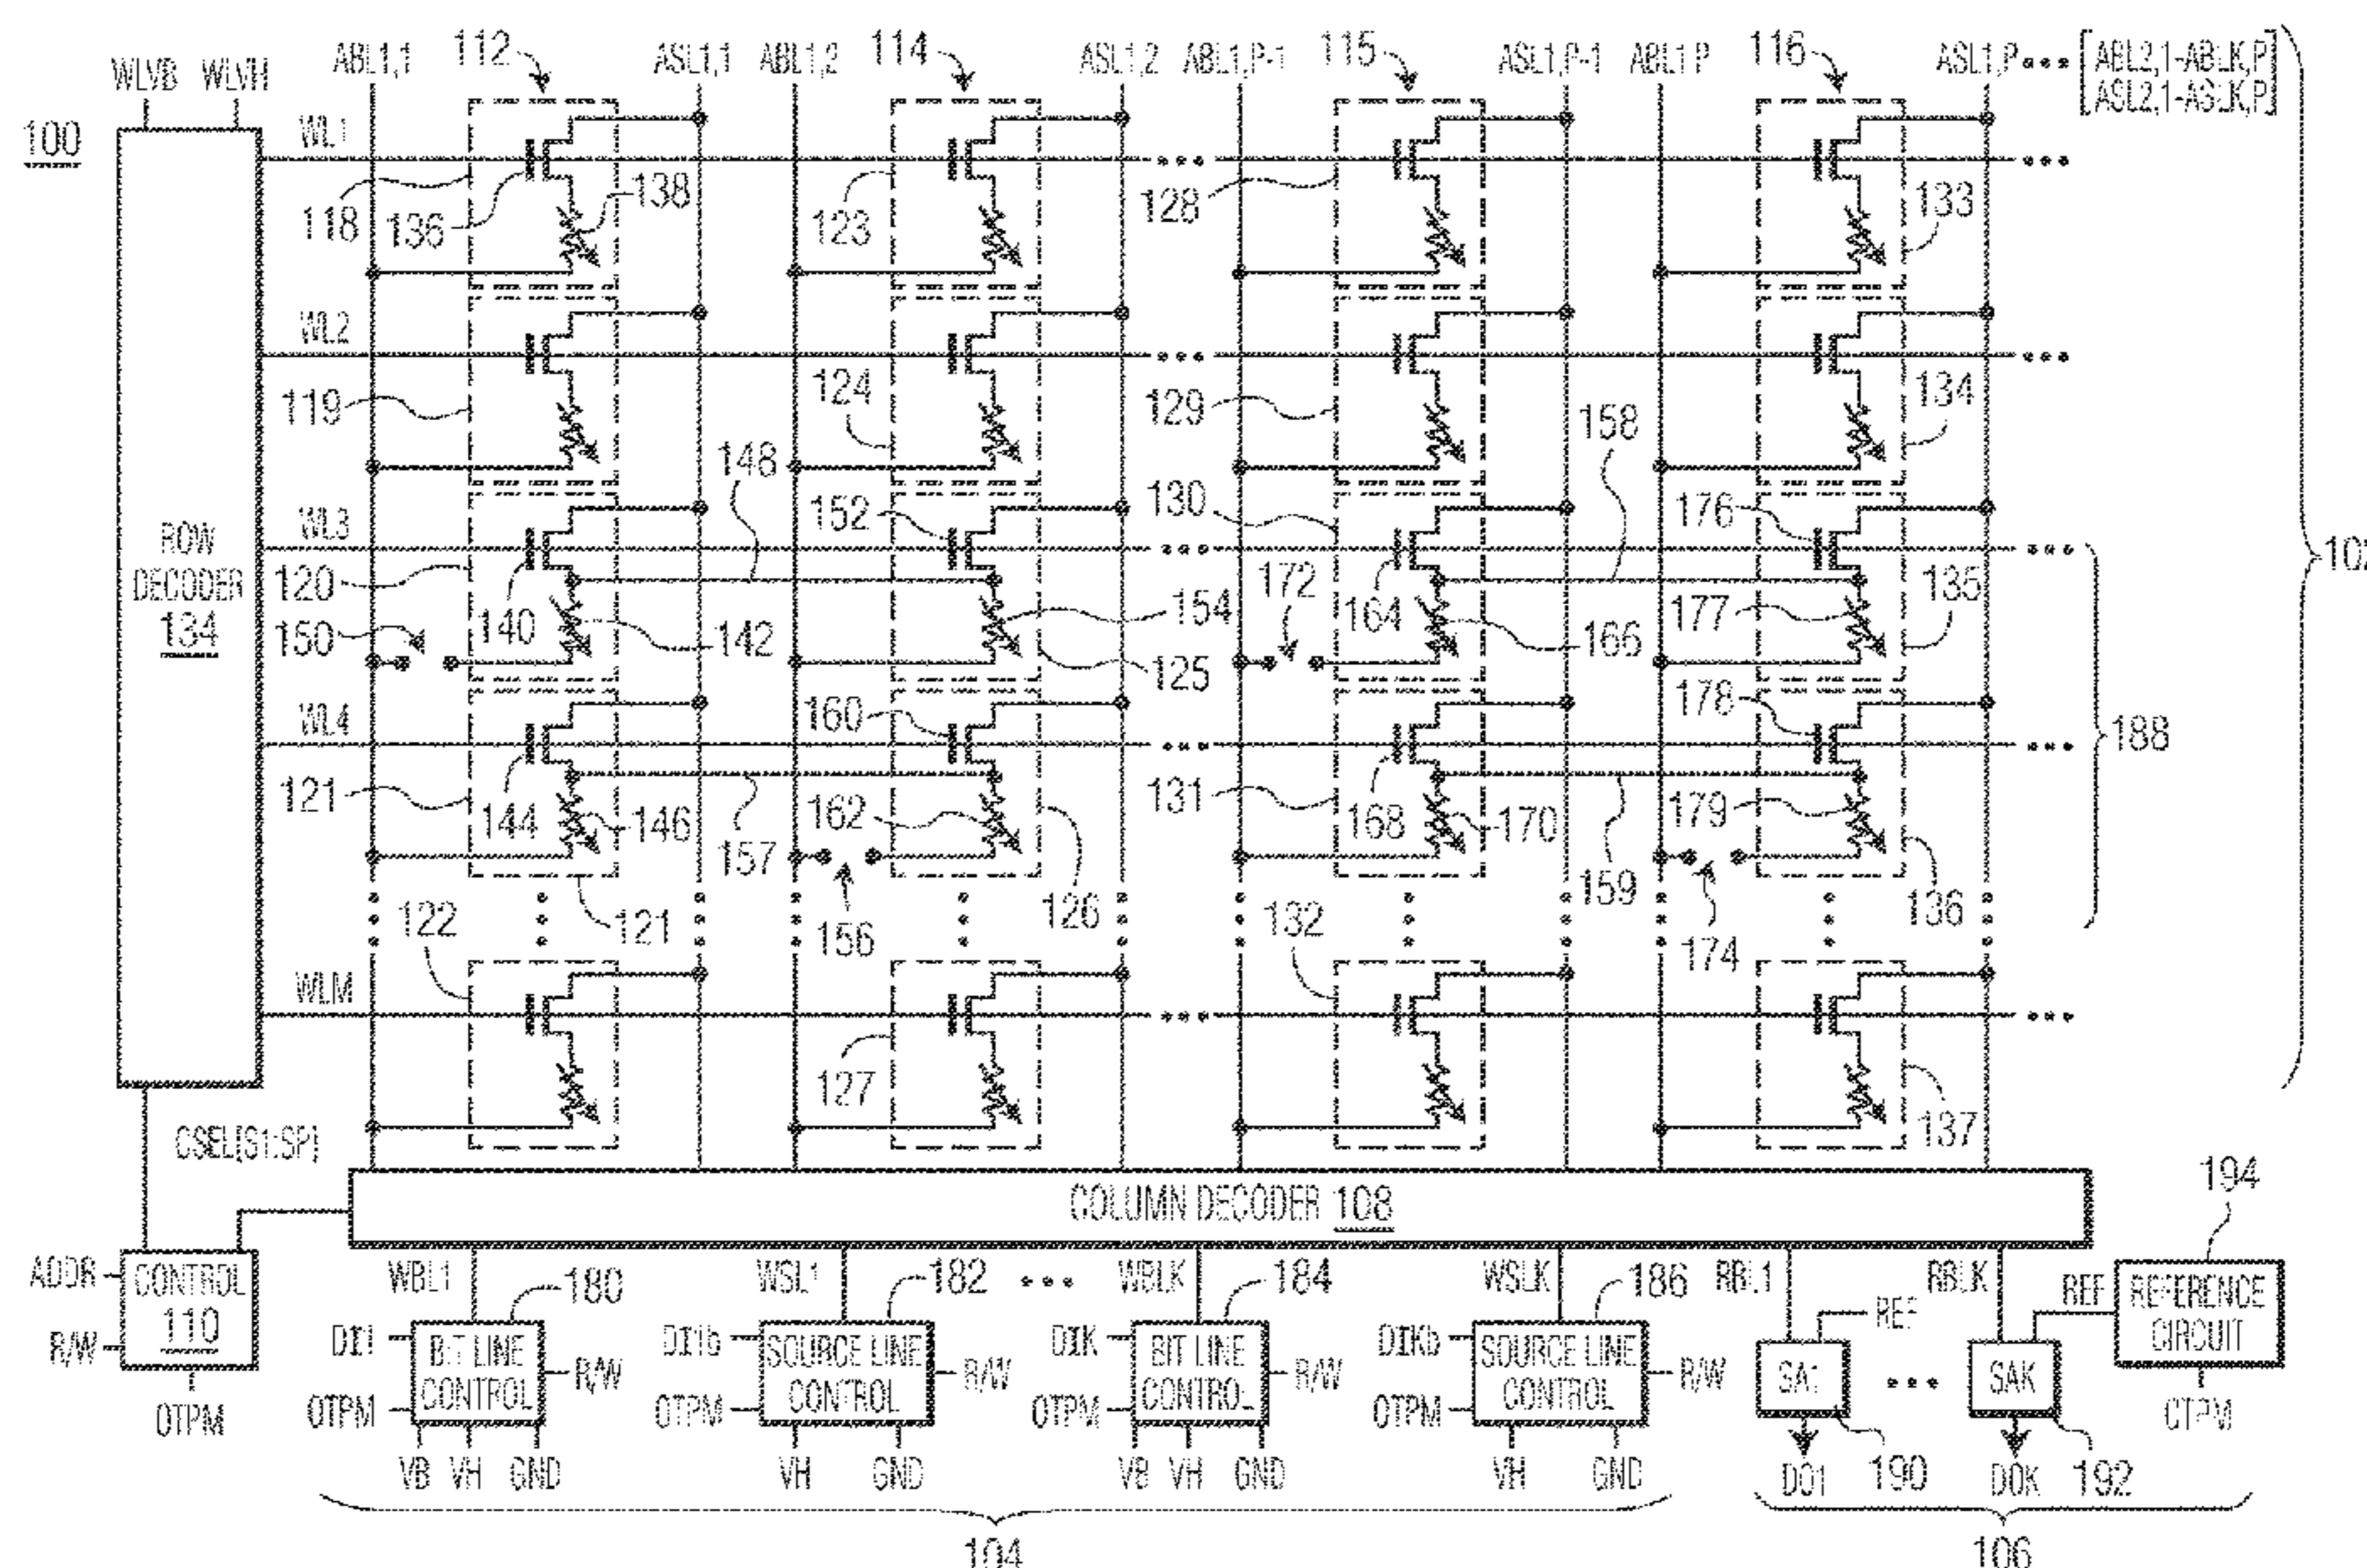 112 114 115 116
ABL1,1 ASL1,1 ABL1,2 ASL1,2 ABL1,P-1 ASL1,P-1 ABL1,P ASL1,P [ABL2,1-ABLK,P]
[ASL2,1-ASLK,P]
WLVB WLVH
100
WL1
118 136 138 123 128 133
WL2
119 124 129 134
148 158
WL3 152 130 176
ROW
DECODER
134
120 140 142 154 172 164 166 177 135
150 125
102
WL4 160 178 188
121 144 146 157 162 131 168 170 179
122 121 156 126 132 159 174 136
WLM
127 137
CSEL[S1:SP]
COLUMN DECODER 108
194
ADDR
R/W
CONTROL
110
OTPM
WBL1 180 WSL1 182 ... WBLK 184 WSLK 186 RBL1 RBLK REF
DI1 BIT LINE
CONTROL R/W
OTPM
VB VH GND
DI1b SOURCE LINE
CONTROL R/W
OTPM
VH GND
DIK BIT LINE
CONTROL R/W
OTPM
VB VH GND
DIKb SOURCE LINE
CONTROL R/W
OTPM
VH GND
REF
SA1 ... SAK
REFERENCE
CIRCUIT
OTPM
DO1 190 DOK 192
104 106